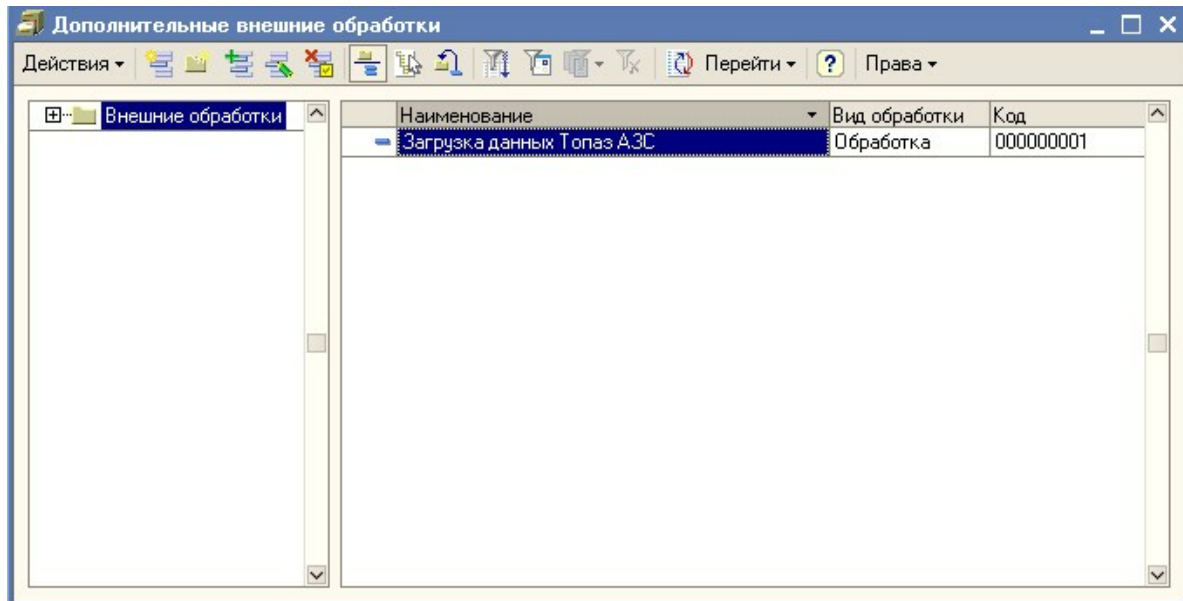 Дополнительные внешние обработки
Действия Перейти ? Права
Внешние обработки
Наименование Вид обработки Код
Загрузка данных Топаз АЗС Обработка 000000001